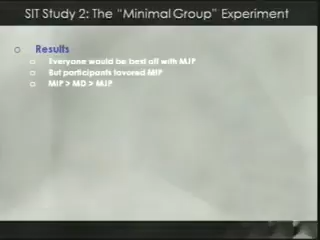 SIT Study 2: The "Minimal Group" Experiment
Results
Everyone would be best off with MJP
But participants favored MIP
MIP > MD > MJP